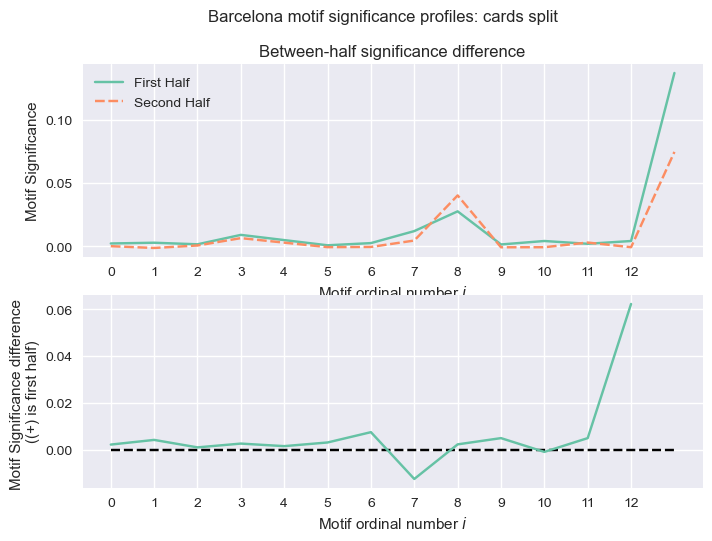 Barcelona motif significance profiles: cards split
Between-half significance difference
First Half
Second Half
Motif Significance
0.10
0.05
0.00
0 1 2 3 4 5 6 7 8 9 10 11 12
Motif ordinal number i
Motif Significance difference
((+) is first half)
0.06
0.04
0.02
0.00
0 1 2 3 4 5 6 7 8 9 10 11 12
Motif ordinal number i